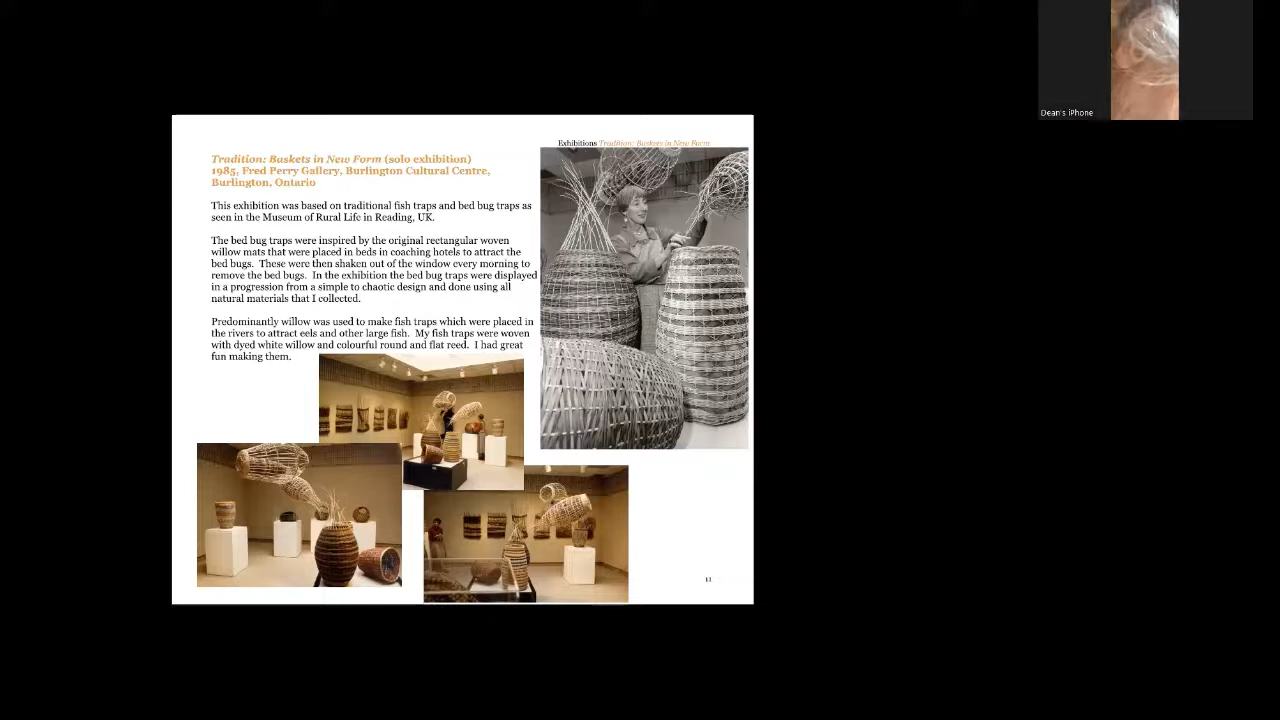 Dean's iPhone
Exhibitions Tradition: Baskets in New Form
Tradition: Baskets in New Form (solo exhibition)
1985, Fred Perry Gallery, Burlington Cultural Centre,
Burlington, Ontario
This exhibition was based on traditional fish traps and bed bug traps as
seen in the Museum of Rural Life in Reading, UK.
The bed bug traps were inspired by the original rectangular woven
willow mats that were placed in beds in coaching hotels to attract the
bed bugs. These were then shaken out of the window every morning to
remove the bed bugs. In the exhibition the bed bug traps were displayed
in a progression from a simple to chaotic design and done using all
natural materials that I collected.
Predominantly willow was used to make fish traps which were placed in
the rivers to attract eels and other large fish. My fish traps were woven
with dyed white willow and colourful round and flat reed. I had great
fun making them.